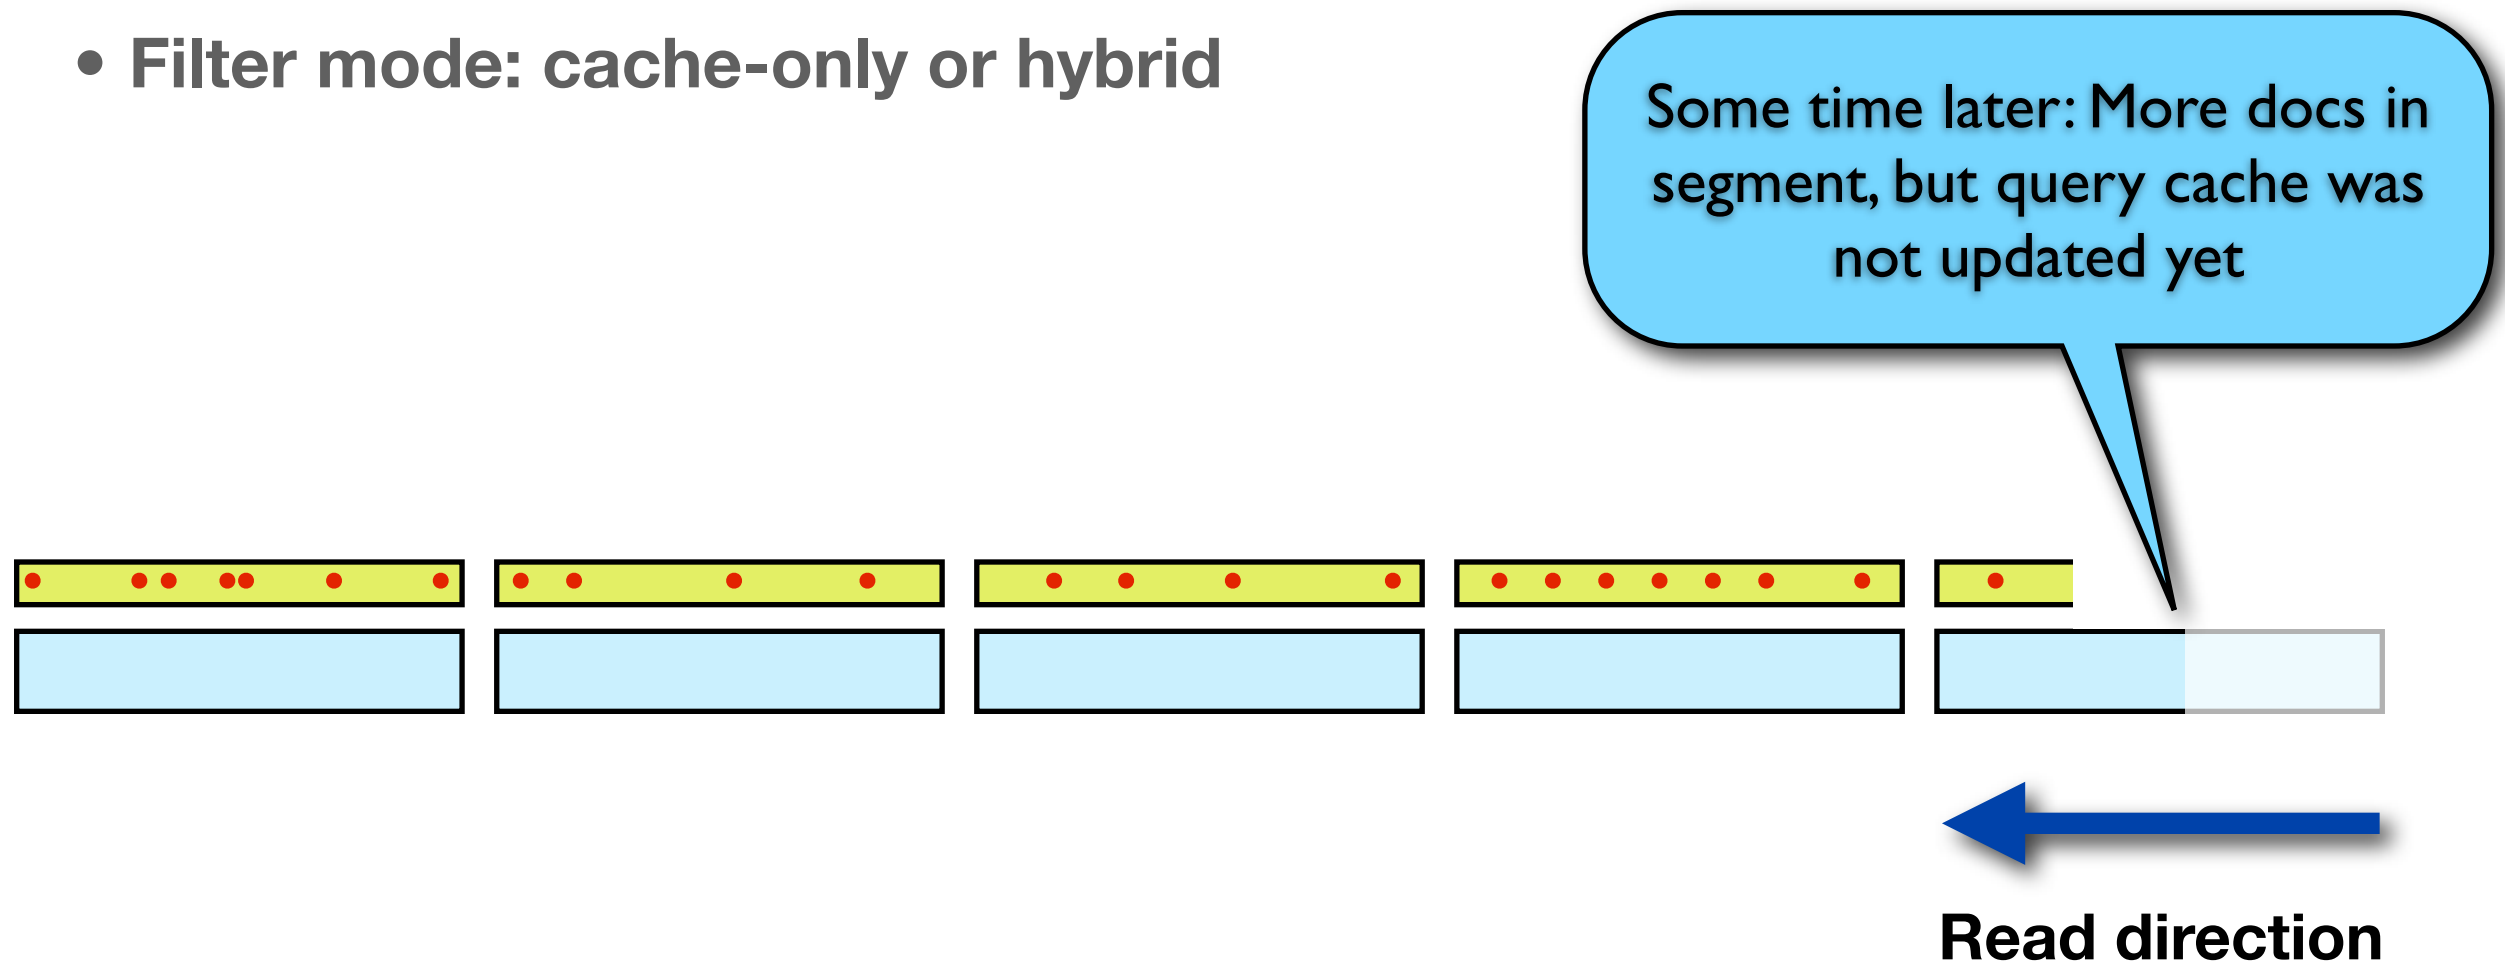 • Filter mode: cache-only or hybrid
Some time later: More docs in
segment, but query cache was
not updated yet
Read direction